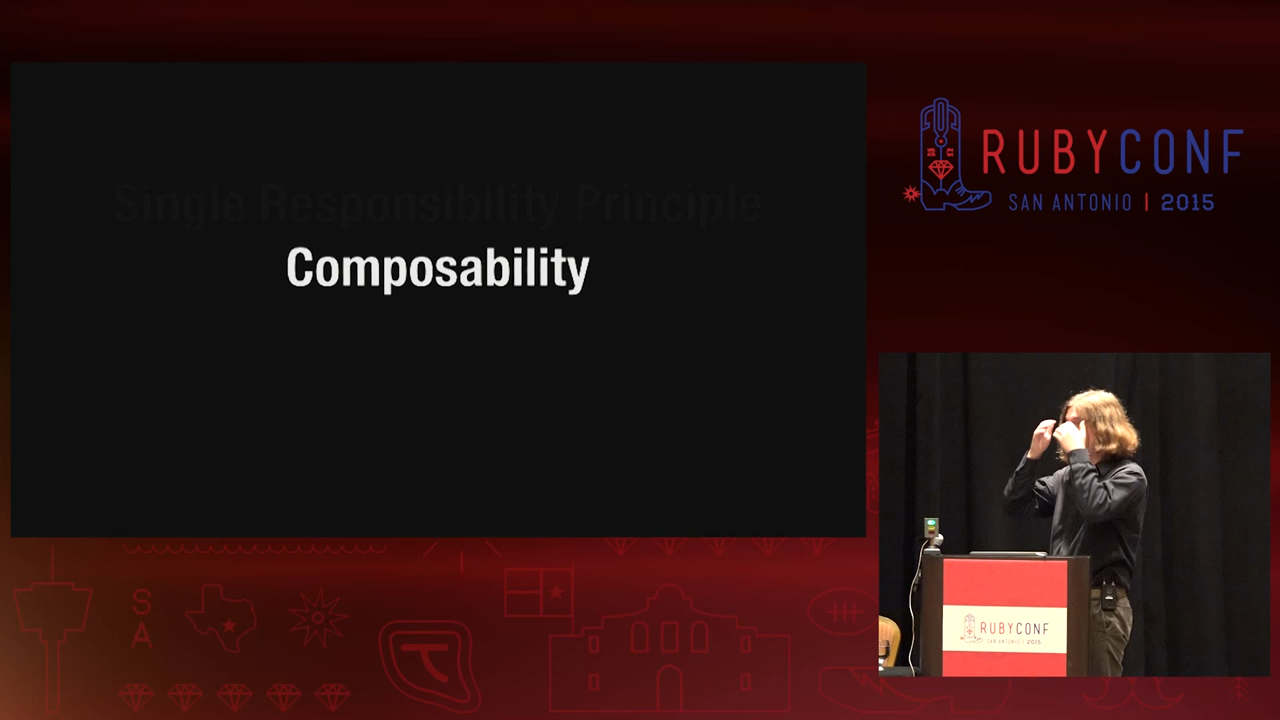 Single Responsibility Principle
Composability
RUBYCONF
SAN ANTONIO | 2015
S
A
RUBYCONF
SAN ANTONIO | 2015